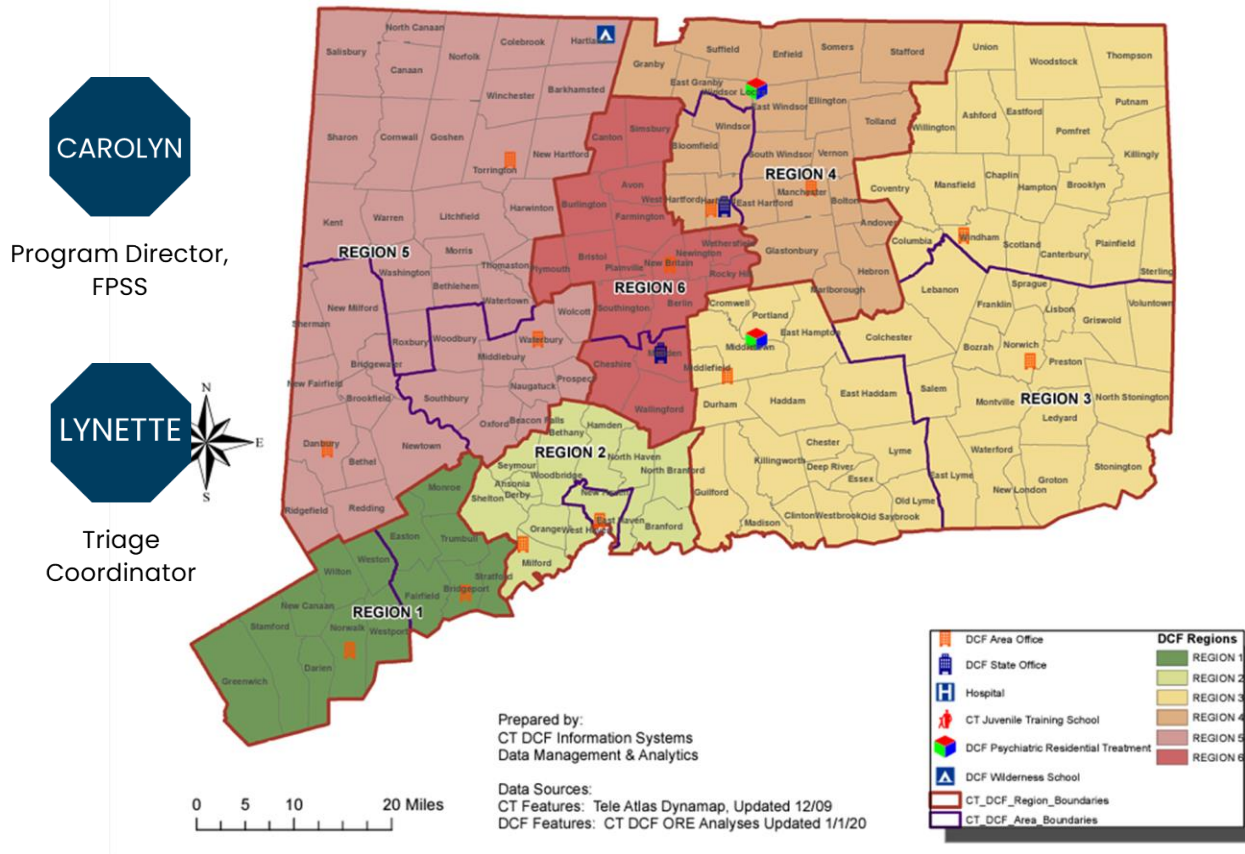 CAROLYN
Program Director,
FPSS
LYNETTE
Triage
Coordinator
N
E
S
Salisbury
North Canaan
Canaan
Norfolk
Colebrook
Winchester
Barkhamsted
Sharon
Cornwall
Goshen
Torrington
New Hartford
Kent
Warren
Litchfield
Harwinton
REGION 5
Washington
Morris
Bethlehem
Thomaston
Watertown
New Milford
Sherman
Roxbury
Woodbury
Waterbury
Wolcott
Middlebury
Bridgewater
New Fairfield
Brookfield
Southbury
Naugatuck
Prospect
Oxford
Beacon Falls
Danbury
Bethel
Newtown
Ridgefield
Redding
Canton
Simsbury
Avon
Burlington
Farmington
Plymouth
Bristol
Plainville
New Britain
Newington
Wethersfield
Rocky Hill
REGION 6
Southington
Berlin
Cheshire
Wallingford
Granby
Suffield
Enfield
Somers
Stafford
East Granby
Windsor Locks
East Windsor
Ellington
Tolland
Windsor
Bloomfield
South Windsor
Vernon
REGION 4
West Hartford
East Hartford
Manchester
Bolton
Andover
Glastonbury
Hebron
Marlborough
Union
Woodstock
Thompson
Putnam
Willington
Ashford
Eastford
Pomfret
Killingly
Coventry
Mansfield
Chaplin
Hampton
Brooklyn
Columbia
Windham
Scotland
Canterbury
Plainfield
Sterling
Lebanon
Franklin
Sprague
Lisbon
Griswold
Voluntown
Colchester
Bozrah
Norwich
Preston
Salem
Montville
REGION 3
Ledyard
North Stonington
Waterford
East Lyme
New London
Groton
Stonington
Cromwell
Portland
East Hampton
Middlefield
Durham
Haddam
East Haddam
Chester
Killingworth
Deep River
Essex
Lyme
Old Lyme
Guilford
Madison
Clinton
Westbrook
Old Saybrook
Bethany
Hamden
REGION 2
North Haven
North Branford
Seymour
Woodbridge
Ansonia
Derby
Shelton
Orange
East Haven
Branford
Milford
Monroe
Easton
Trumbull
Weston
Wilton
Stratford
Bridgeport
Fairfield
New Canaan
REGION 1
Stamford
Norwalk
Westport
Darien
Greenwich
Prepared by:
CT DCF Information Systems
Data Management & Analytics
Data Sources:
CT Features: Tele Atlas Dynamap, Updated 12/09
DCF Features: CT DCF ORE Analyses Updated 1/1/20
0 5 10 20 Miles
DCF Area Office
DCF State Office
H Hospital
CT Juvenile Training School
DCF Psychiatric Residential Treatment
DCF Wilderness School
CT_DCF_Region_Boundaries
CT_DCF_Area_Boundaries
DCF Regions
REGION 1
REGION 2
REGION 3
REGION 4
REGION 5
REGION 6